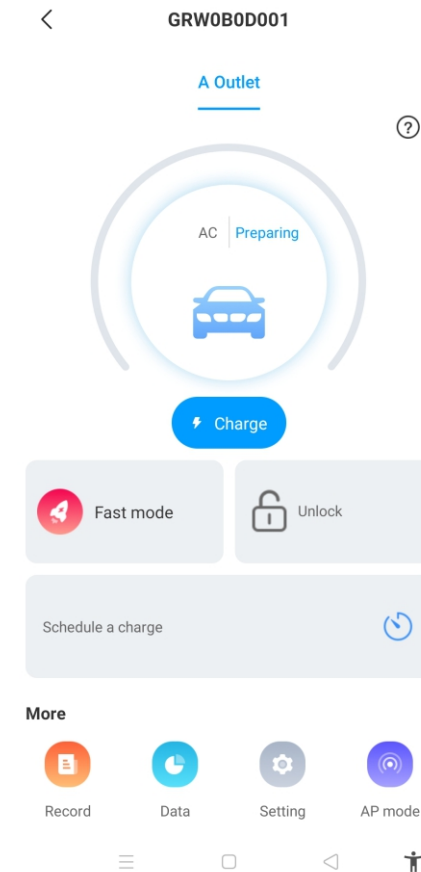 GRW0B0D001
A Outlet
?
AC Preparing
Charge
Fast mode
Unlock
Schedule a charge
More
Record Data Setting AP mode